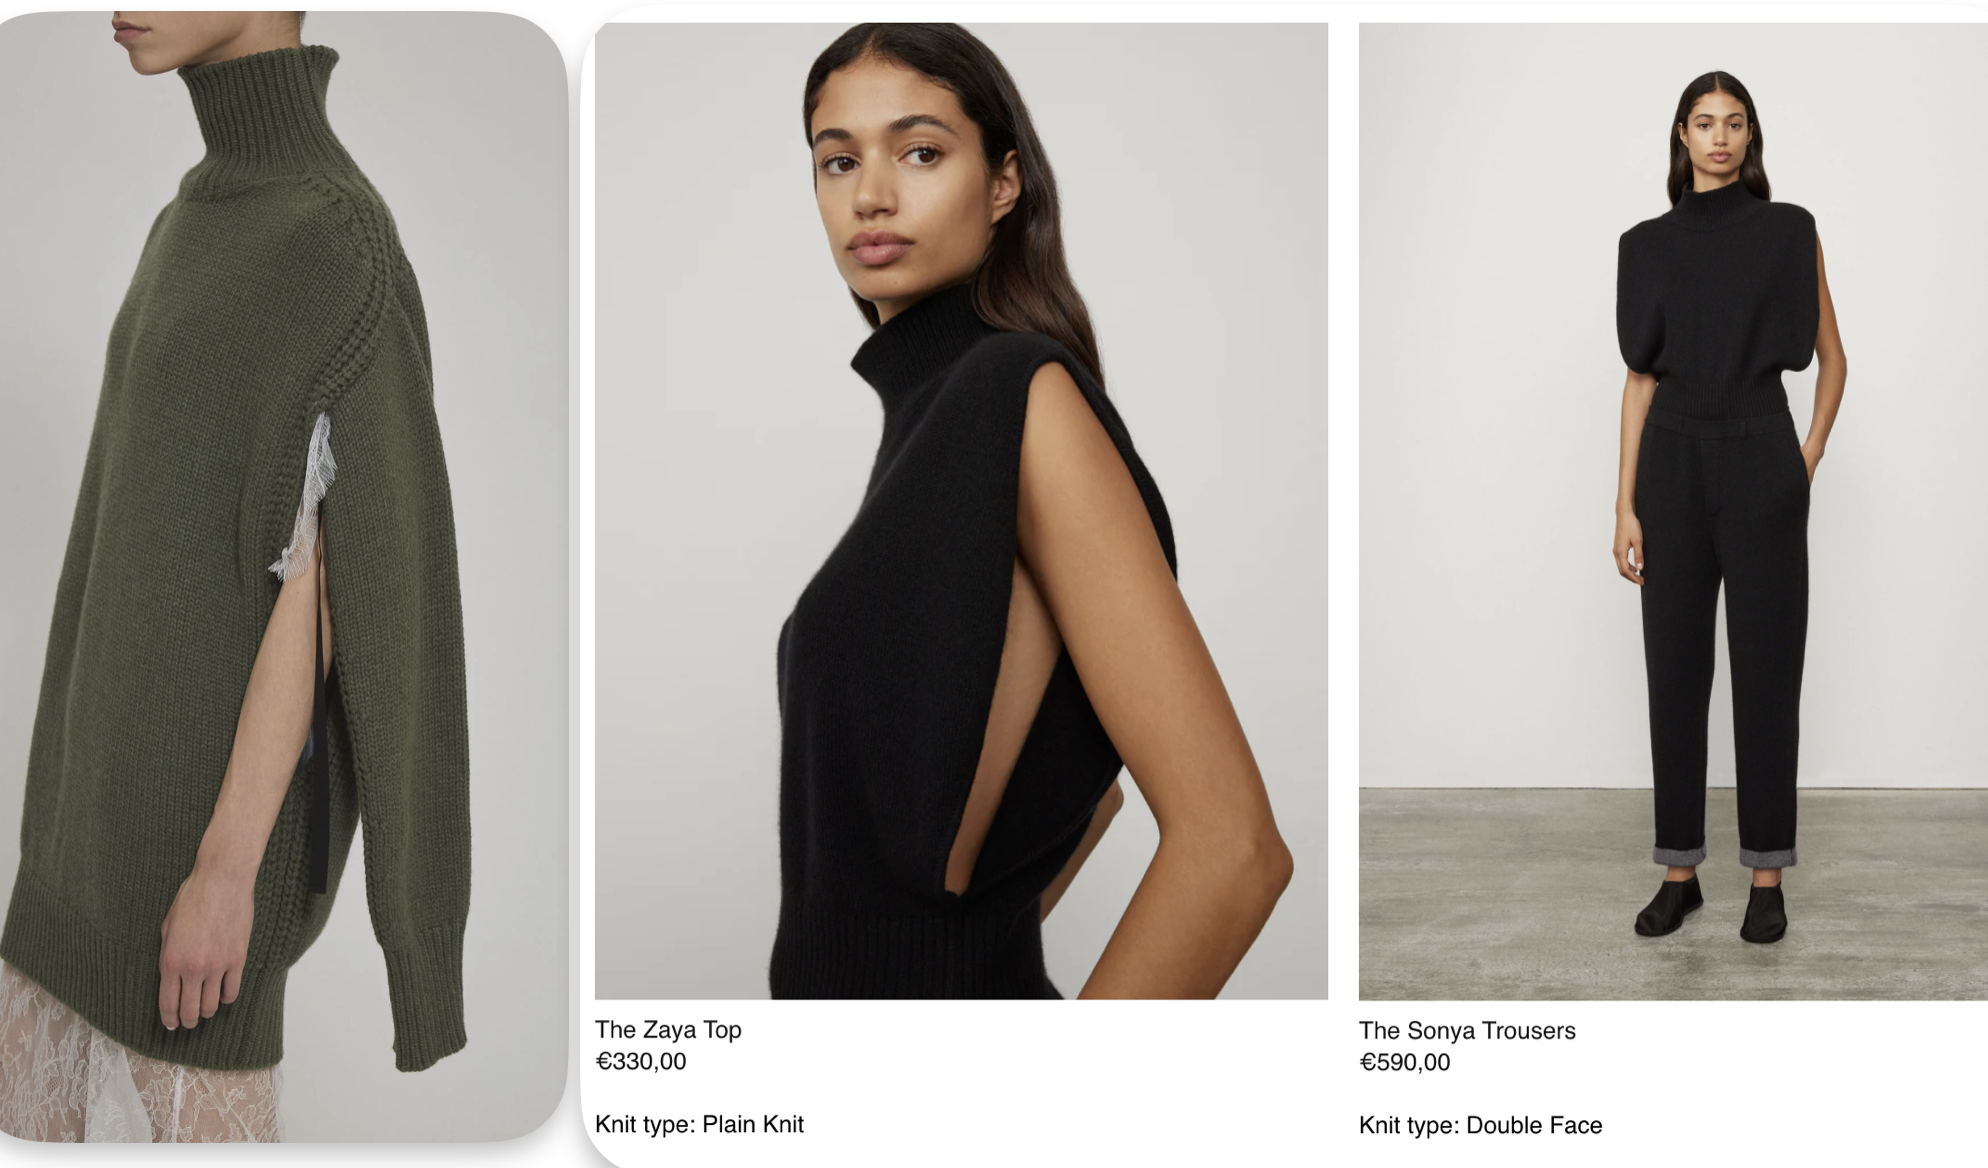 The Zaya Top
€330,00
Knit type: Plain Knit
The Sonya Trousers
€590,00
Knit type: Double Face